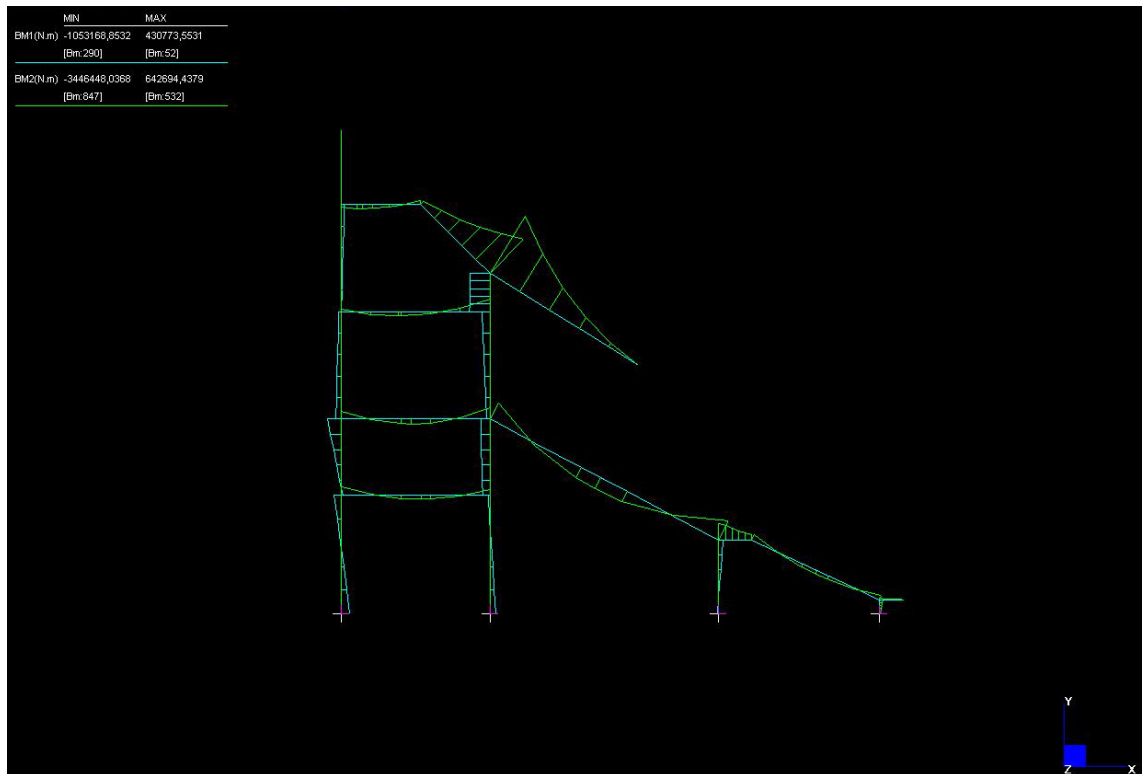 MIN MAX
BM1(N.m) -1053168,8532 430773,5531
[Bm:290] [Bm:52]
BM2(N.m) -3446448,0368 642694,4379
[Bm:847] [Bm:532]
Y
Z X